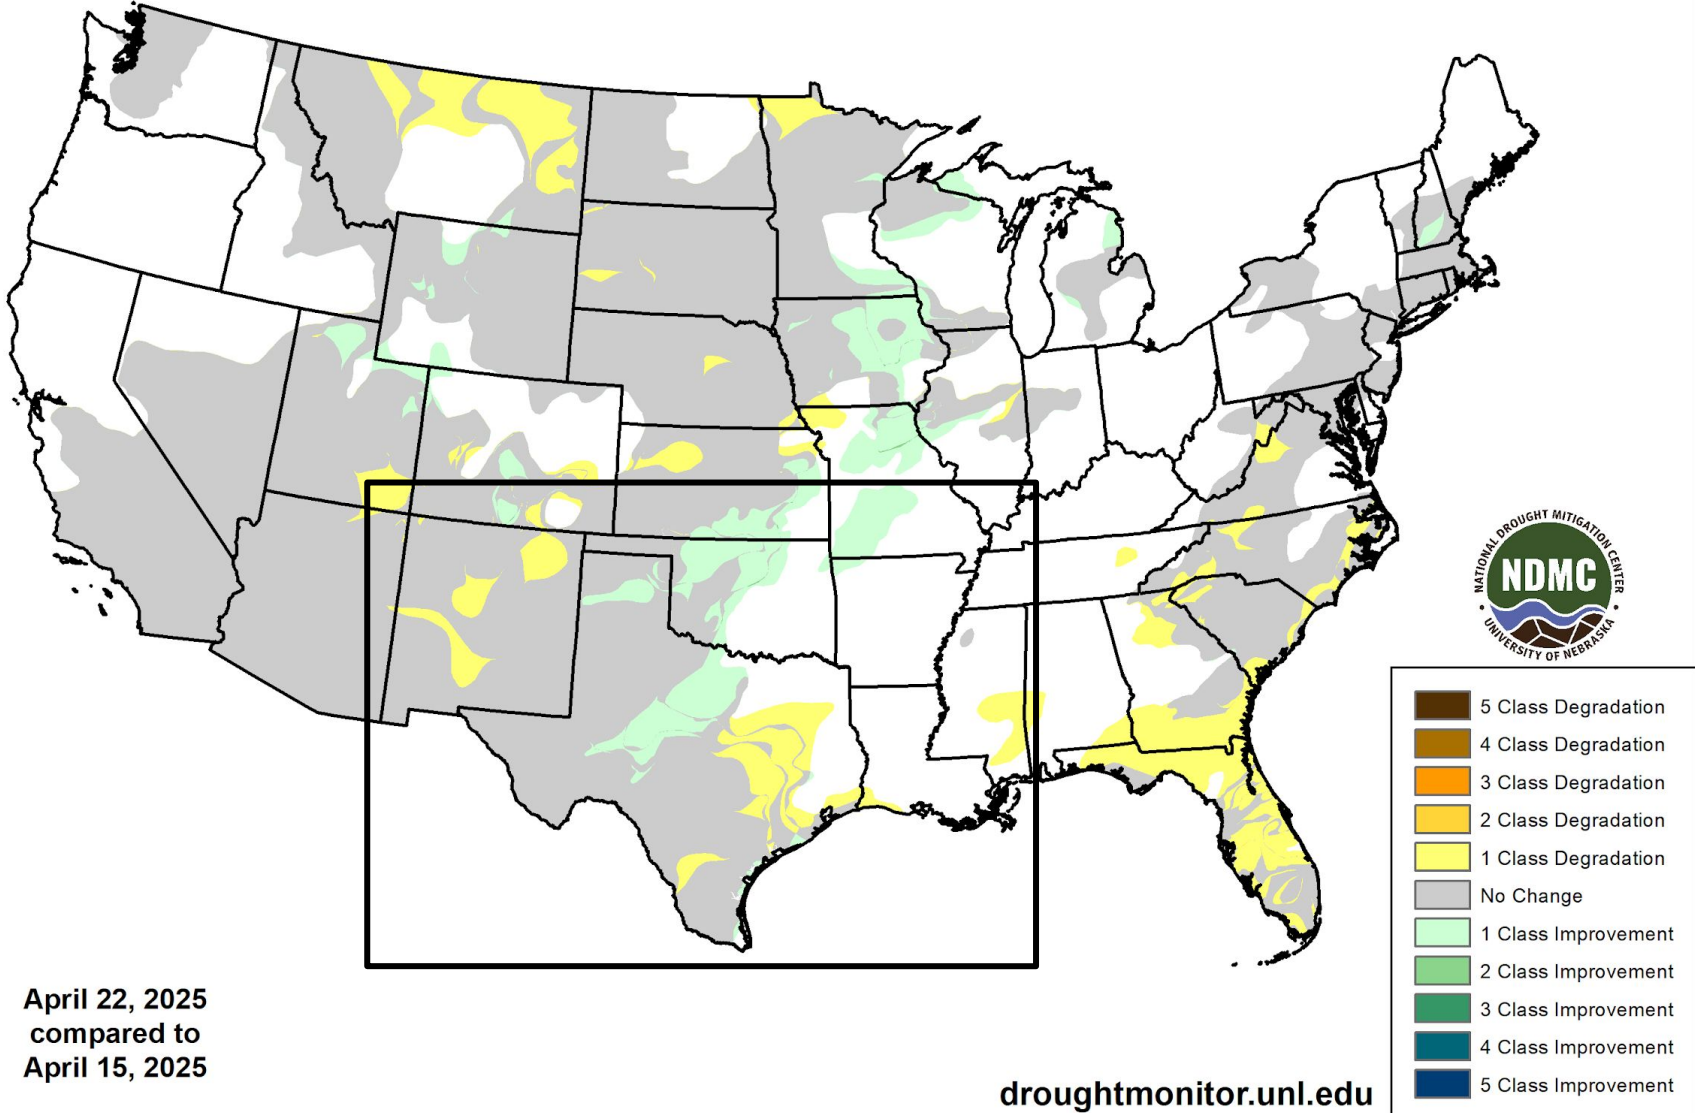 NATIONAL DROUGHT MITIGATION CENTER
NDMC
UNIVERSITY OF NEBRASKA
5 Class Degradation
4 Class Degradation
3 Class Degradation
2 Class Degradation
1 Class Degradation
No Change
1 Class Improvement
2 Class Improvement
3 Class Improvement
4 Class Improvement
5 Class Improvement
April 22, 2025
compared to
April 15, 2025
droughtmonitor.unl.edu